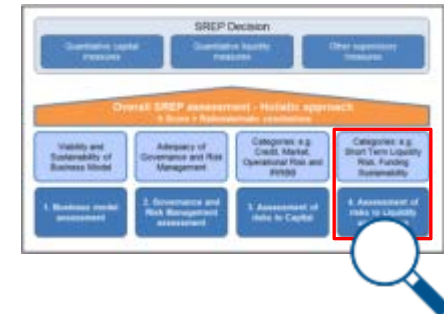 SREP Decision
Quantitative capital
measures
Quantitative liquidity
measures
Other supervisory
measures
Overall SREP assessment - Holistic approach
Viability and
Sustainability of
Business Model
Adequacy of
Governance and Risk
Management
Categories: e.g.
Credit, Market,
Operational Risk and
IRRBB
Categories: e.g.
Short Term Liquidity
Risk, Funding
Sustainability
1. Business model
assessment
2. Governance and
Risk Management
assessment
3. Assessment of
risks to Capital
4. Assessment of
risks to Liquidity